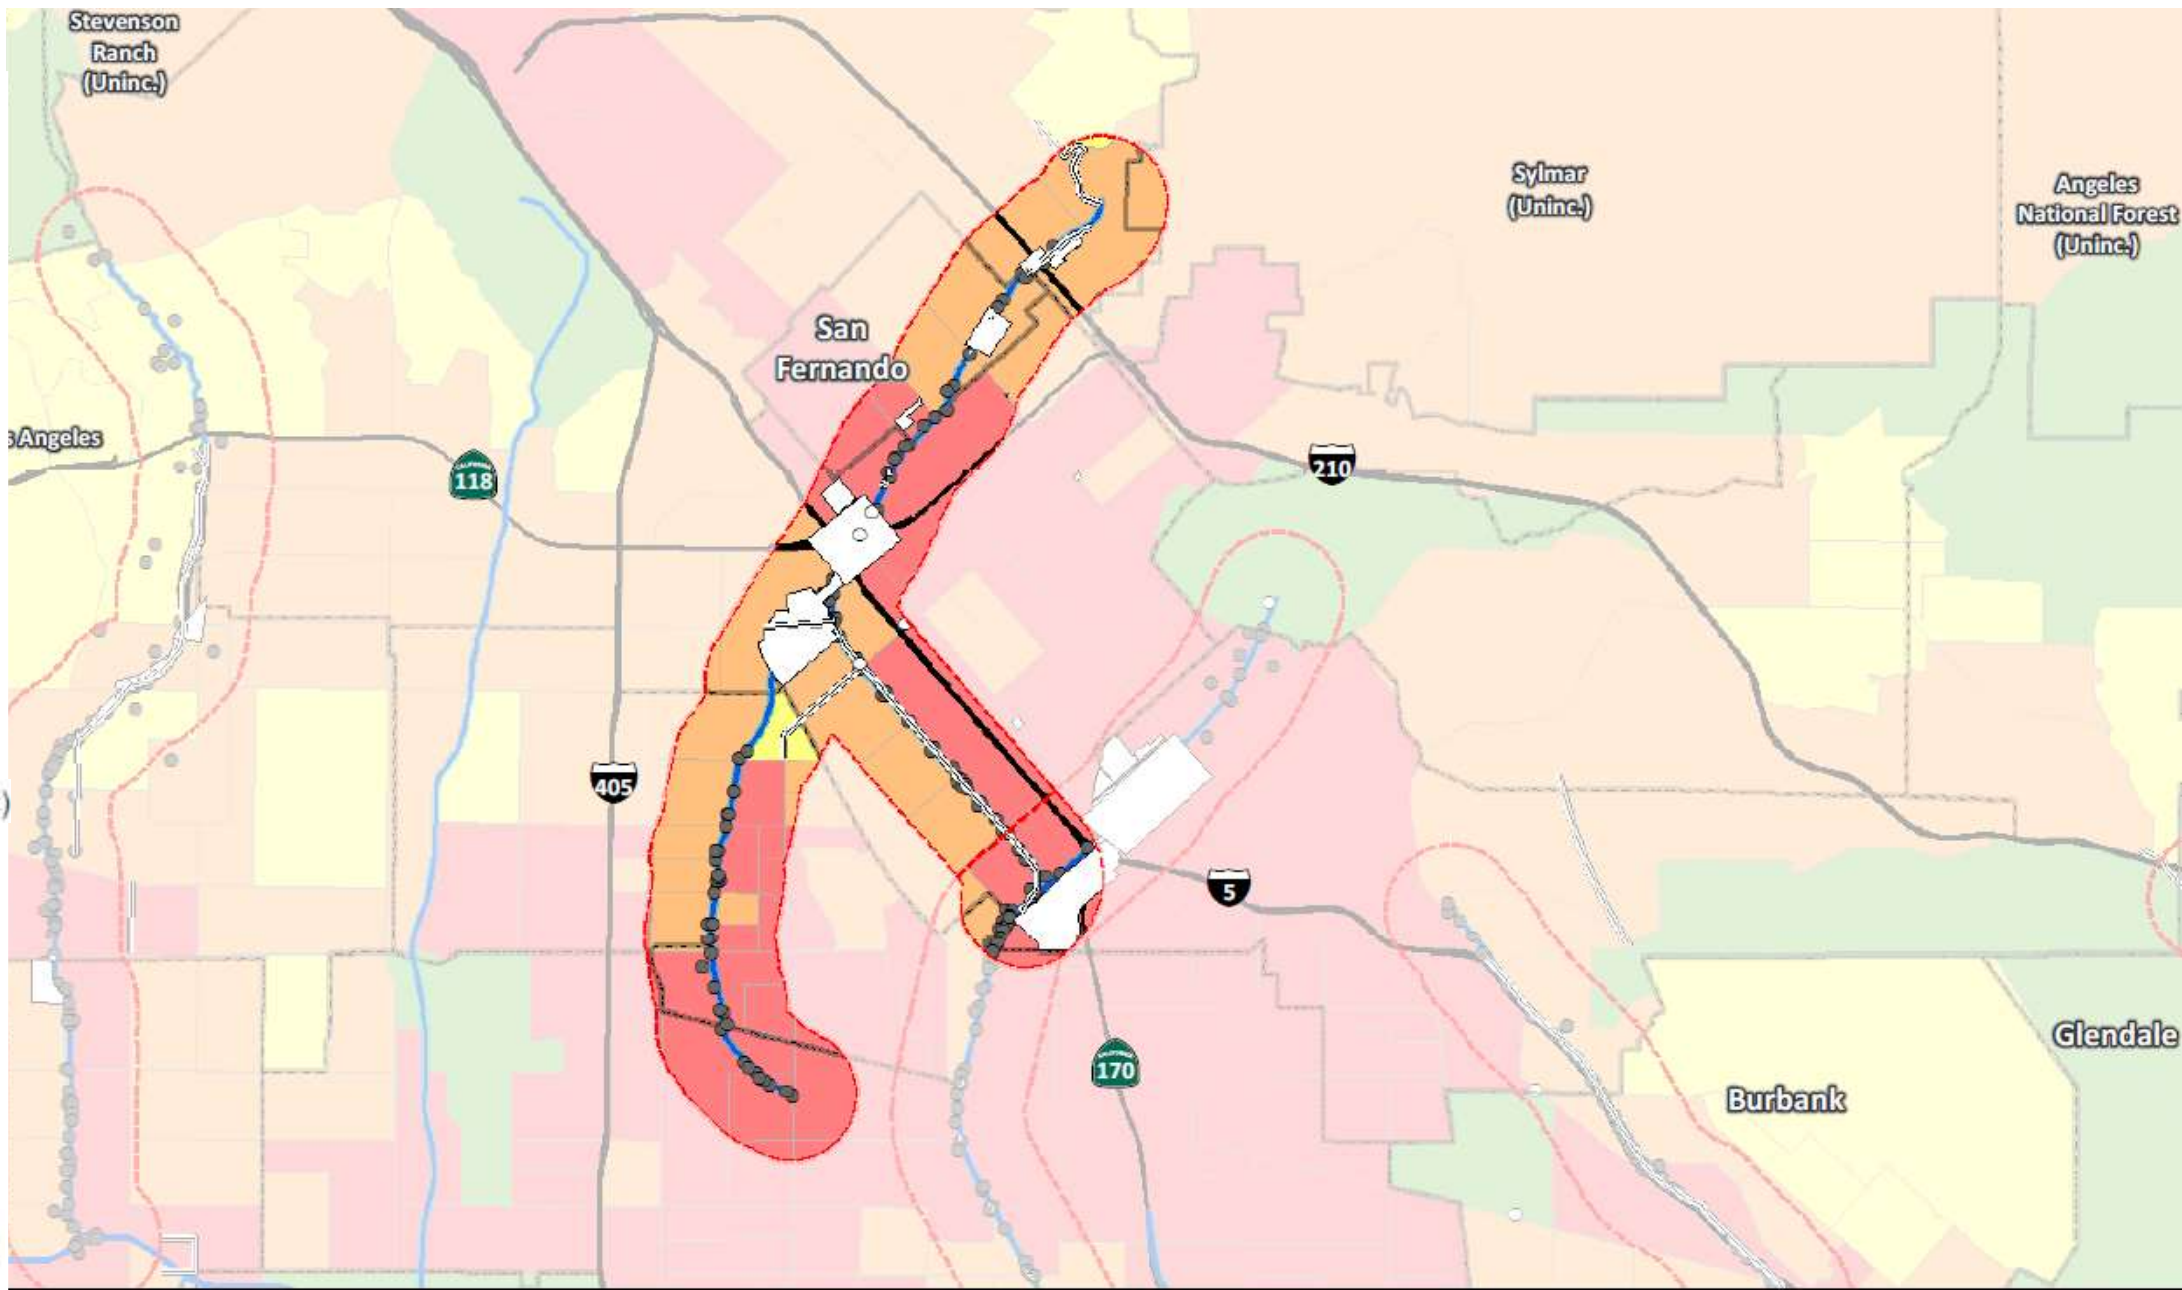 Stevenson
Ranch
(Uninc.)
Sylmar
(Uninc.)
Angeles
National Forest
(Uninc.)
San
Fernando
s Angeles
CALIFORNIA
118
210
405
5
170
Glendale
Burbank
)